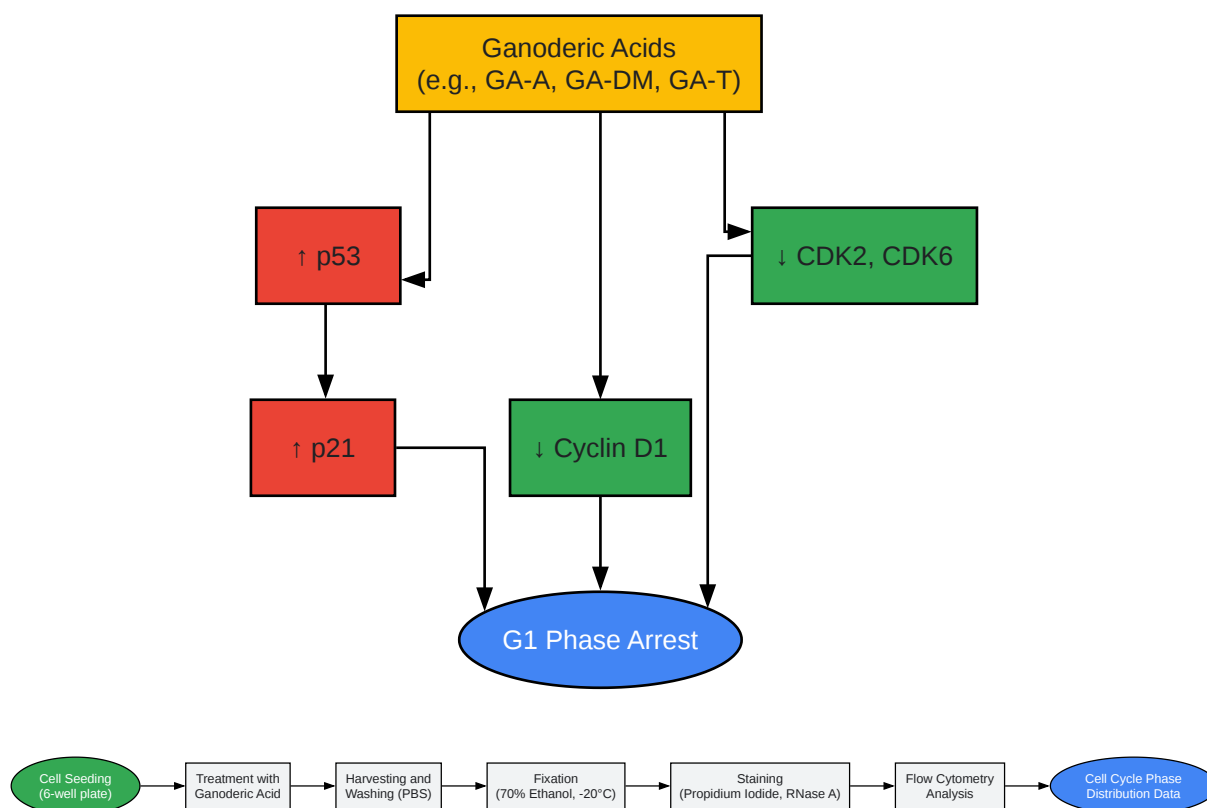 Ganoderic Acids
(e.g., GA-A, GA-DM, GA-T)
↑ p53
↓ CDK2, CDK6
↑ p21
↓ Cyclin D1
G1 Phase Arrest
Cell Seeding
(6-well plate)
Treatment with
Ganoderic Acid
Harvesting and
Washing (PBS)
Fixation
(70% Ethanol, -20°C)
Staining
(Propidium Iodide, RNase A)
Flow Cytometry
Analysis
Cell Cycle Phase
Distribution Data